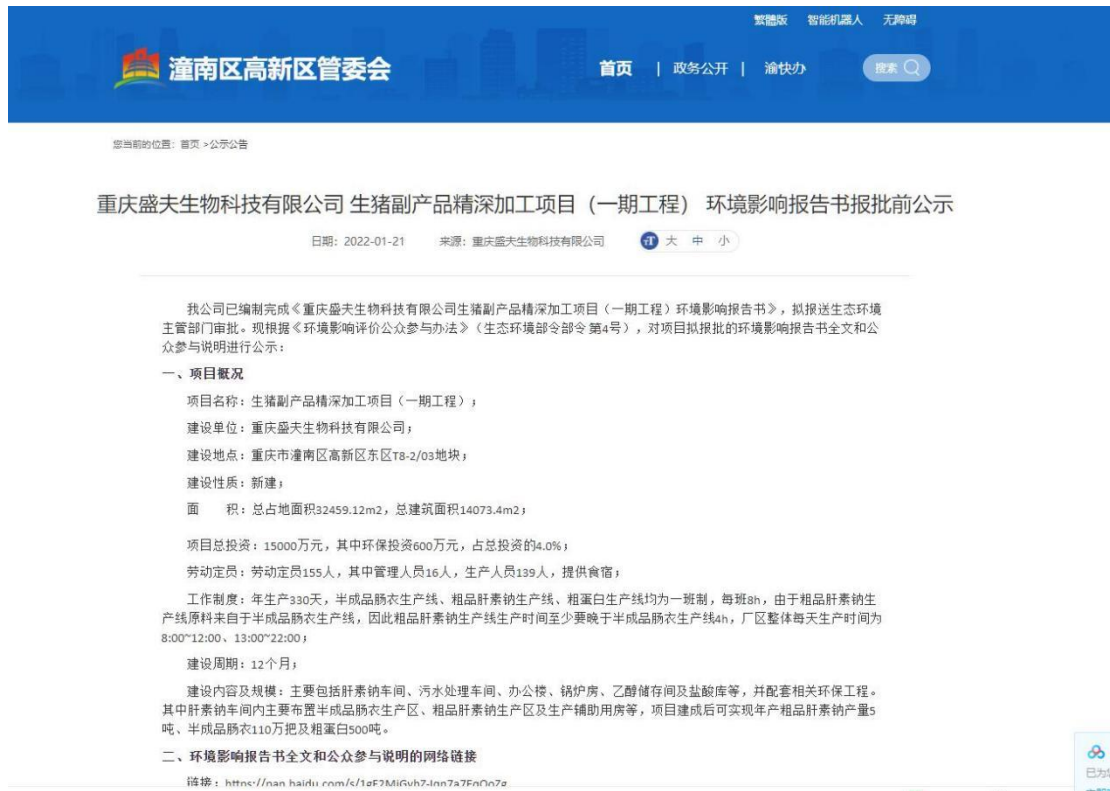 繁體版 智能机器人 无障碍
潼南区高新区管委会
首页 | 政务公开 | 渝快办 搜索
您当前的位置：首页 >公示公告
重庆盛夫生物科技有限公司 生猪副产品精深加工项目（一期工程） 环境影响报告书报批前公示
日期：2022-01-21 来源：重庆盛夫生物科技有限公司 大 中 小
我公司已编制完成《重庆盛夫生物科技有限公司生猪副产品精深加工项目（一期工程）环境影响报告书》，拟报送生态环境
主管部门审批。现根据《环境影响评价公众参与办法》（生态环境部令部令 第4号），对项目拟报批的环境影响报告书全文和公
众参与说明进行公示：
一、项目概况
项目名称：生猪副产品精深加工项目（一期工程）；
建设单位：重庆盛夫生物科技有限公司；
建设地点：重庆市潼南区高新区东区T8-2/03地块；
建设性质：新建；
面 积：总占地面积32459.12m2，总建筑面积14073.4m2；
项目总投资：15000万元，其中环保投资600万元，占总投资的4.0%；
劳动定员：劳动定员155人，其中管理人员16人，生产人员139人，提供食宿；
工作制度：年生产330天，半成品肠衣生产线、粗品肝素钠生产线、粗蛋白生产线均为一班制，每班8h，由于粗品肝素钠生
产线原料来自于半成品肠衣生产线，因此粗品肝素钠生产线生产时间至少要晚于半成品肠衣生产线4h，厂区整体每天生产时间为
8:00~12:00、13:00~22:00；
建设周期：12个月；
建设内容及规模：主要包括肝素钠车间、污水处理车间、办公楼、锅炉房、乙醇储存间及盐酸库等，并配套相关环保工程。
其中肝素钠车间内主要布置半成品肠衣生产区、粗品肝素钠生产区及生产辅助用房等，项目建成后可实现年产粗品肝素钠产量5
吨、半成品肠衣110万把及粗蛋白500吨。
二、环境影响报告书全文和公众参与说明的网络链接
链接：https://pan.baidu.com/s/
已为